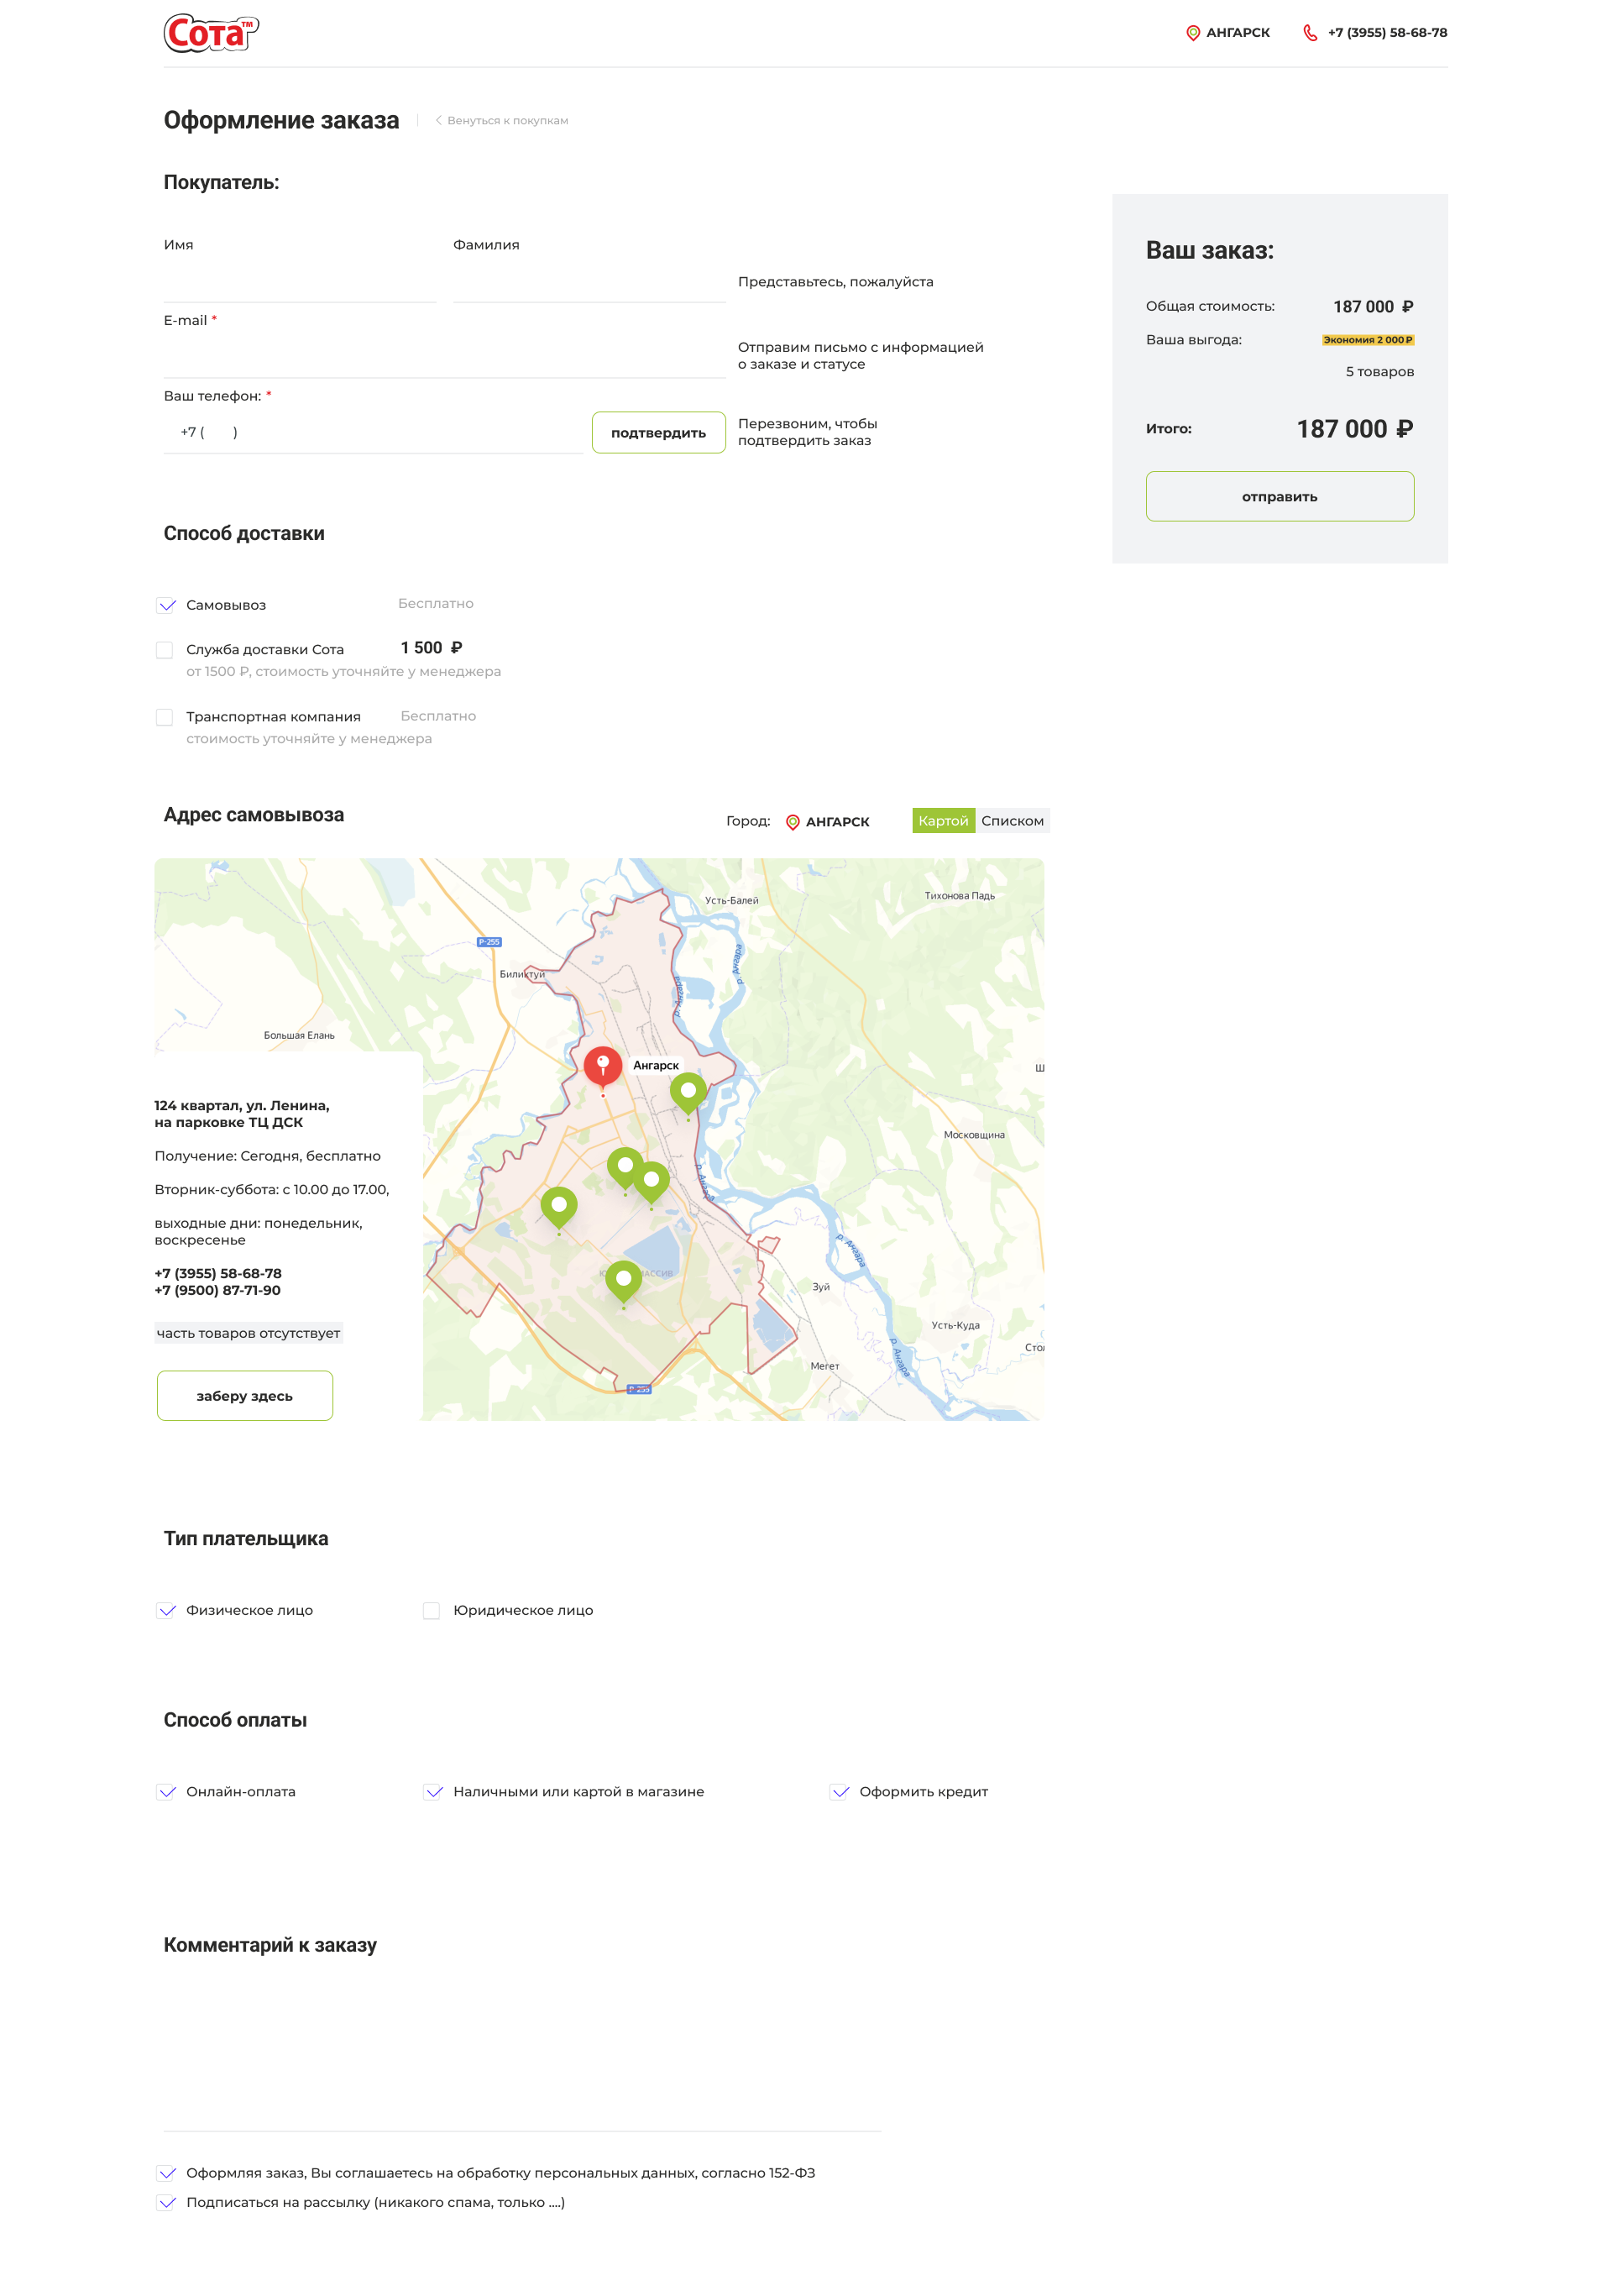 Сота™
АНГАРСК
+7 (3955) 58-68-78
Оформление заказа
Венуться к покупкам
Покупатель:
Имя
Фамилия
Представьтесь, пожалуйста
E-mail *
Отправим письмо с информацией
о заказе и статусе
Ваш телефон: *
+7 (       )
подтвердить
Перезвоним, чтобы
подтвердить заказ
Ваш заказ:
Общая стоимость: 187 000 ₽
Ваша выгода: Экономия 2 000 ₽
5 товаров
Итого: 187 000 ₽
отправить
Способ доставки
Самовывоз Бесплатно
Служба доставки Сота 1 500 ₽
от 1500 ₽, стоимость уточняйте у менеджера
Транспортная компания Бесплатно
стоимость уточняйте у менеджера
Адрес самовывоза
Город: АНГАРСК
Картой Списком
Тихонова Падь
Усть-Балей
Р-255
р. Ангара
Биликтуй
р. Ангара
Большая Елань
Ангарск
Ш
Московщина
р. Ангара
р. Ангара
Зуй
Усть-Куда
р. Ангара
Стол
Мегет
Р-255
124 квартал, ул. Ленина,
на парковке ТЦ ДСК
Получение: Сегодня, бесплатно
Вторник-суббота: с 10.00 до 17.00,
выходные дни: понедельник,
воскресенье
+7 (3955) 58-68-78
+7 (9500) 87-71-90
часть товаров отсутствует
заберу здесь
Тип плательщика
Физическое лицо
Юридическое лицо
Способ оплаты
Онлайн-оплата
Наличными или картой в магазине
Оформить кредит
Комментарий к заказу
Оформляя заказ, Вы соглашаетесь на обработку персональных данных, согласно 152-ФЗ
Подписаться на рассылку (никакого спама, только ....)